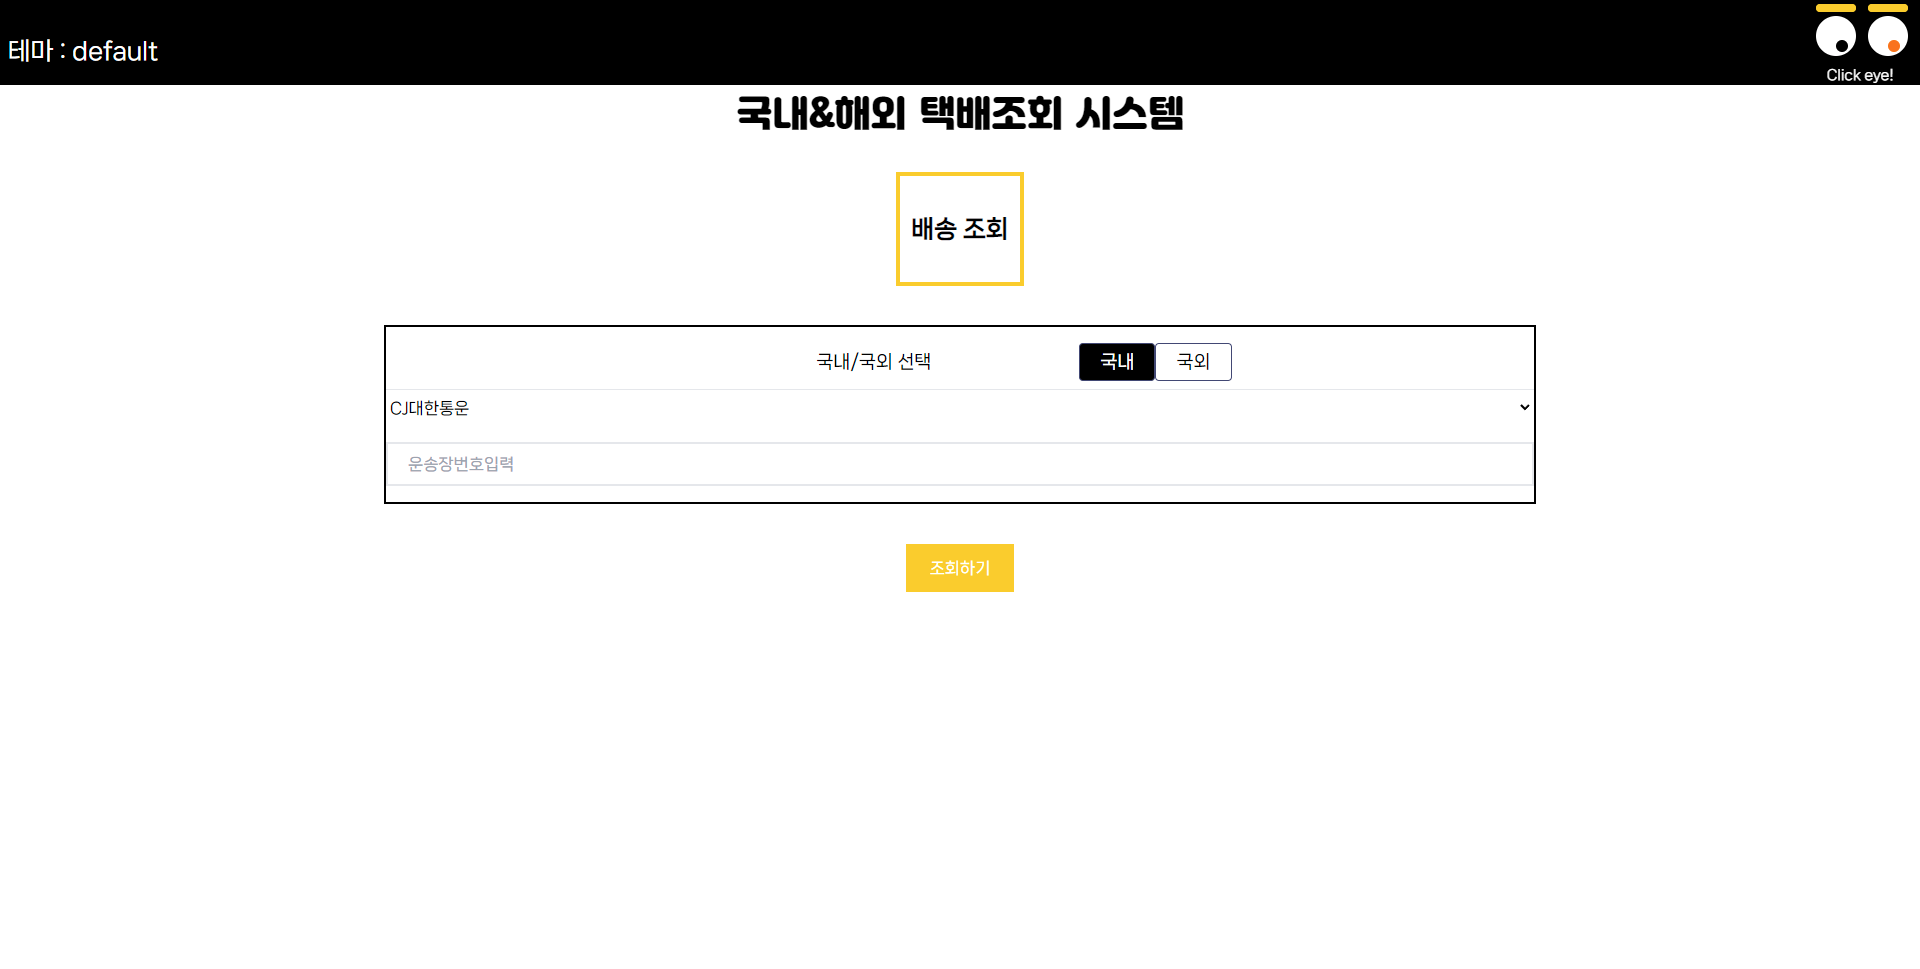 테마 : default
Click eye!
국내&해외 택배조회 시스템
배송 조회
국내/국외 선택 국내 국외
CJ대한통운
운송장번호입력
조회하기